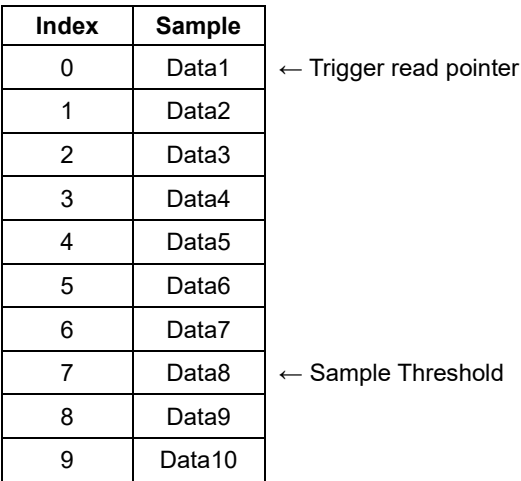 Index Sample
0 Data1 ← Trigger read pointer
1 Data2
2 Data3
3 Data4
4 Data5
5 Data6
6 Data7
7 Data8 ← Sample Threshold
8 Data9
9 Data10